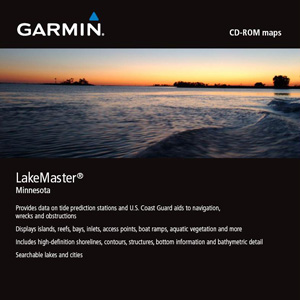 GARMIN.
CD-ROM maps
LakeMaster®
Minnesota
Provides data on tide prediction stations and U.S. Coast Guard aids to navigation,
wrecks and obstructions
Displays islands, reefs, bays, inlets, access points, boat ramps, aquatic vegetation and more
Includes high-definition shorelines, contours, structures, bottom information and bathymetric detail
Searchable lakes and cities